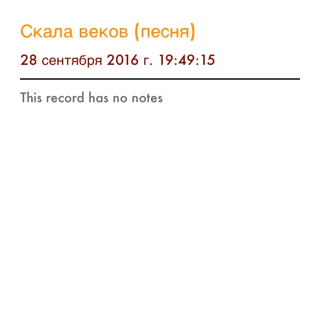 Скала веков (песня)
28 сентября 2016 г. 19:49:15
This record has no notes